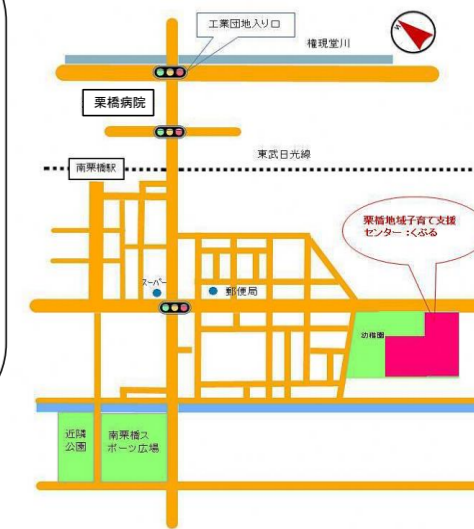 工業団地入り口
権現堂川
N
栗橋病院
東武日光線
南栗橋駅
栗橋地域子育て支援
センター：くぷる
スーパー
郵便局
幼稚園
近隣
公園
南栗橋ス
ポーツ広場